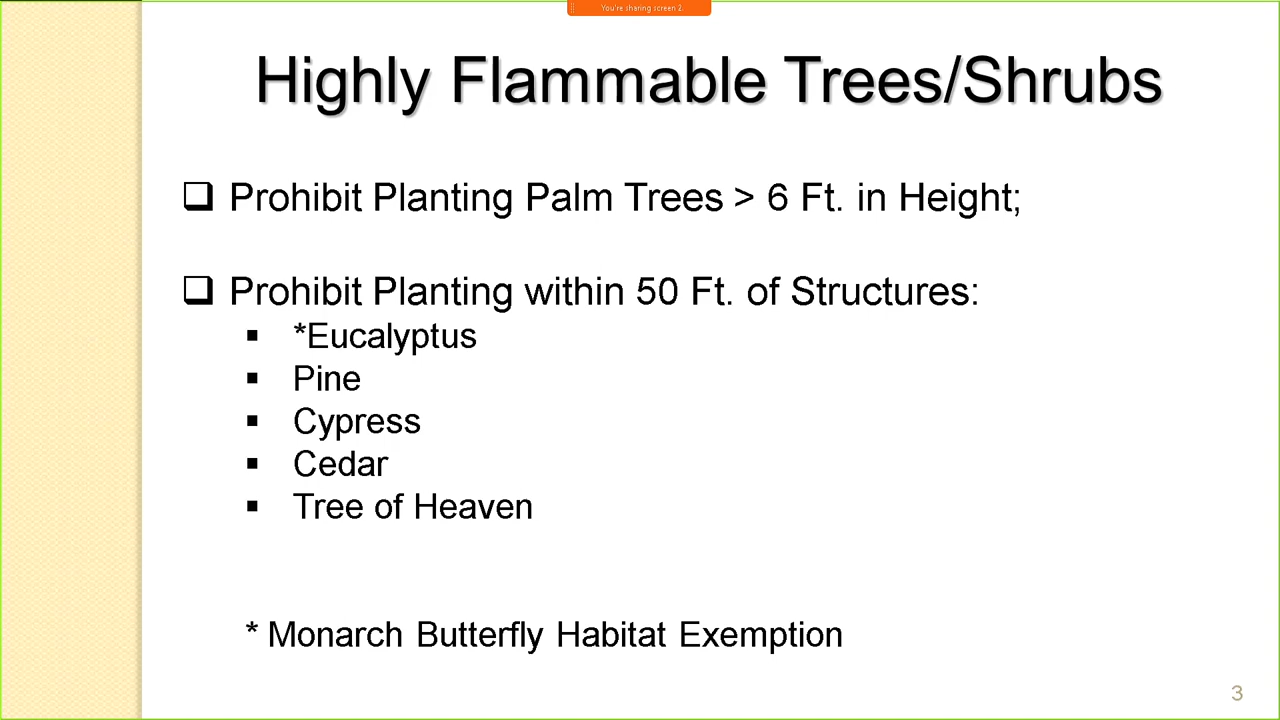 You're sharing screen 2.
Highly Flammable Trees/Shrubs
❑ Prohibit Planting Palm Trees > 6 Ft. in Height;
❑ Prohibit Planting within 50 Ft. of Structures:
▪ *Eucalyptus
▪ Pine
▪ Cypress
▪ Cedar
▪ Tree of Heaven
* Monarch Butterfly Habitat Exemption
3